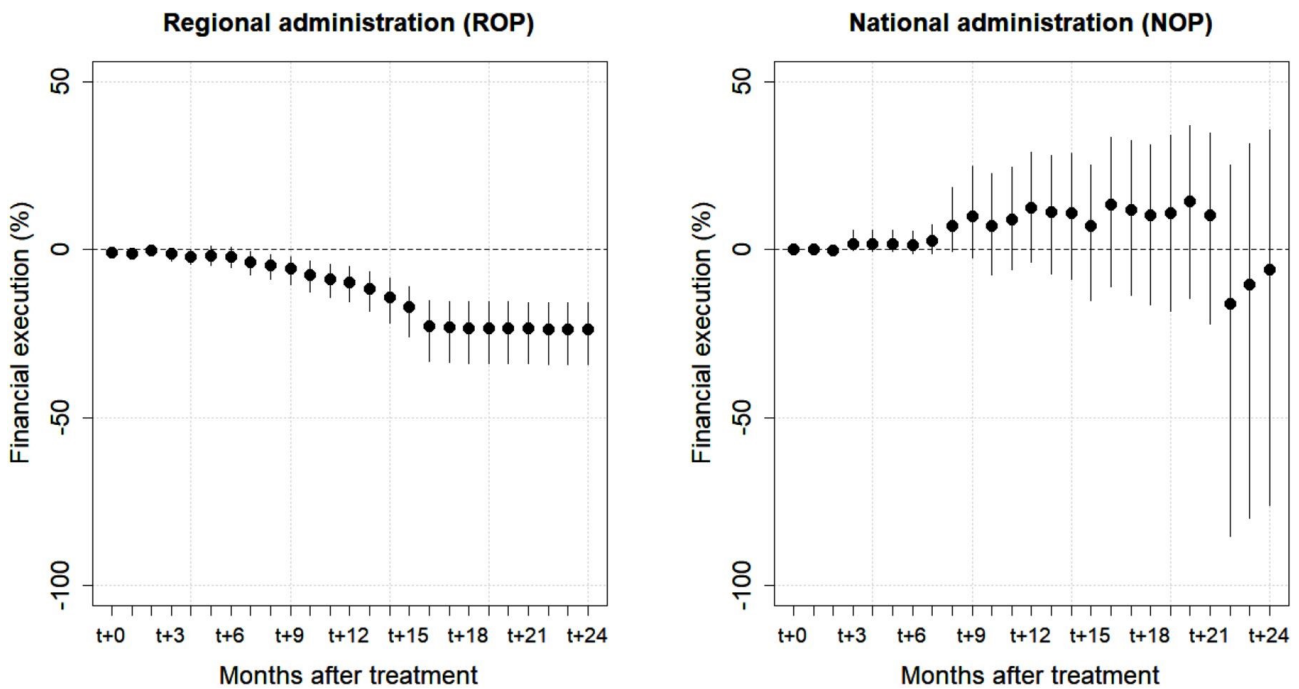 Regional administration (ROP)
Financial execution (%)
50
0
-50
-100
t+0 t+3 t+6 t+9 t+12 t+15 t+18 t+21 t+24
Months after treatment
National administration (NOP)
Financial execution (%)
50
0
-50
-100
t+0 t+3 t+6 t+9 t+12 t+15 t+18 t+21 t+24
Months after treatment